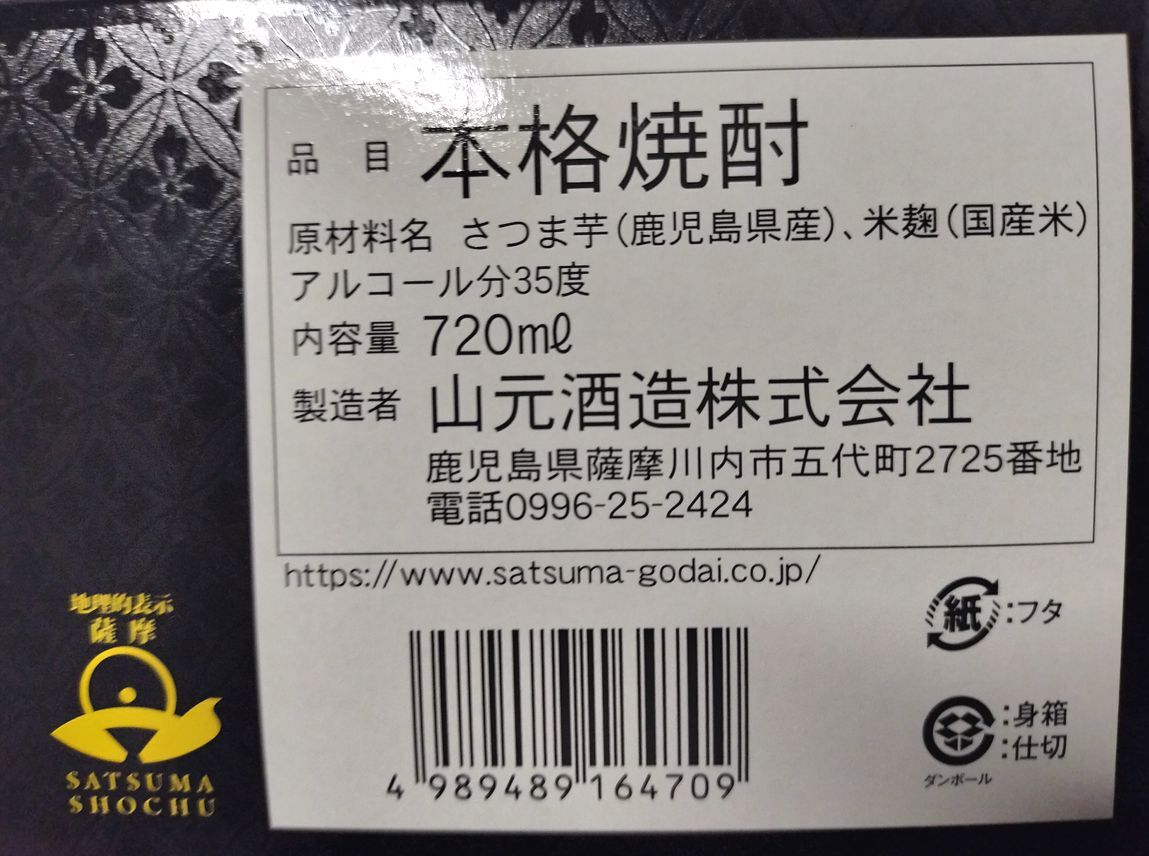 品 目 本格焼酎
原材料名 さつま芋(鹿児島県産)、米麹(国産米)
アルコール分35度
内容量 720mℓ
製造者 山元酒造株式会社
鹿児島県薩摩川内市五代町2725番地
電話0996-25-2424
https://www.satsuma-godai.co.jp/
紙:フタ
:身箱
:仕切
ダンボール
4 989489 164709
地理的表示
薩摩
SATSUMA
SHOCHU